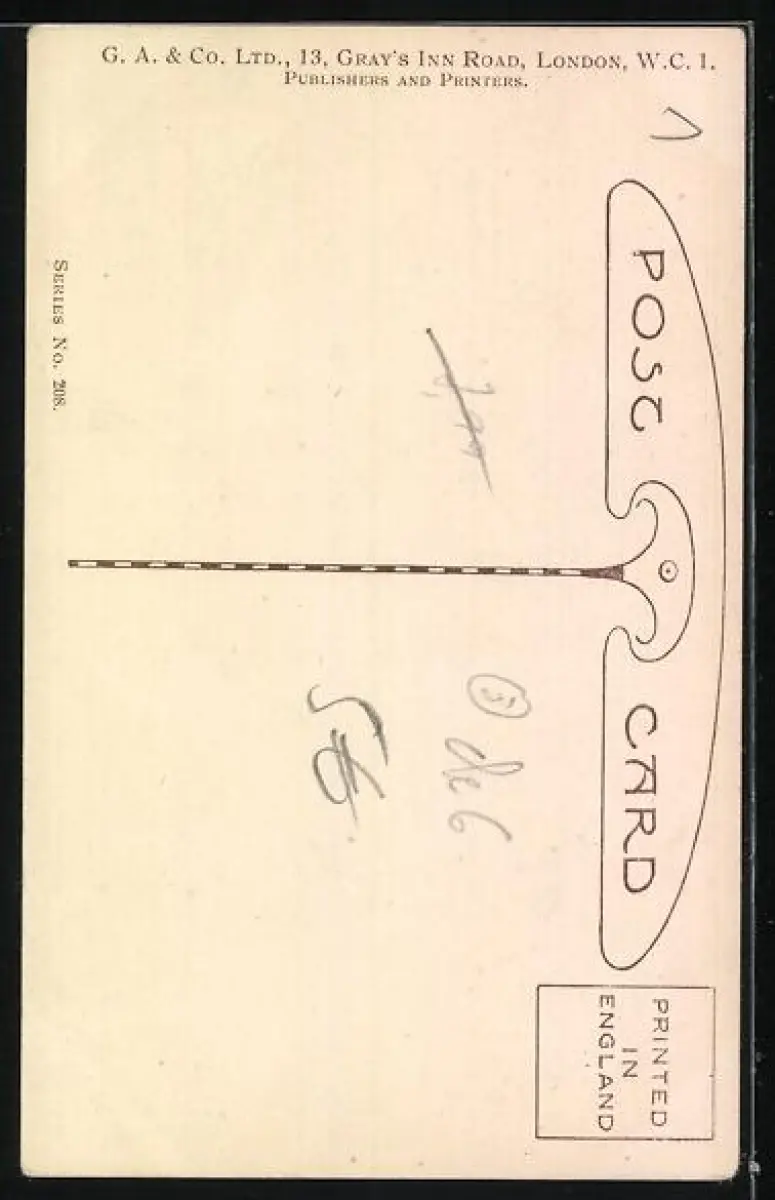 G. A. & Co. Ltd., 13, Gray's Inn Road, London, W.C. 1.
Publishers and Printers.
POST CARD
PRINTED
IN
ENGLAND
Series No. 208.